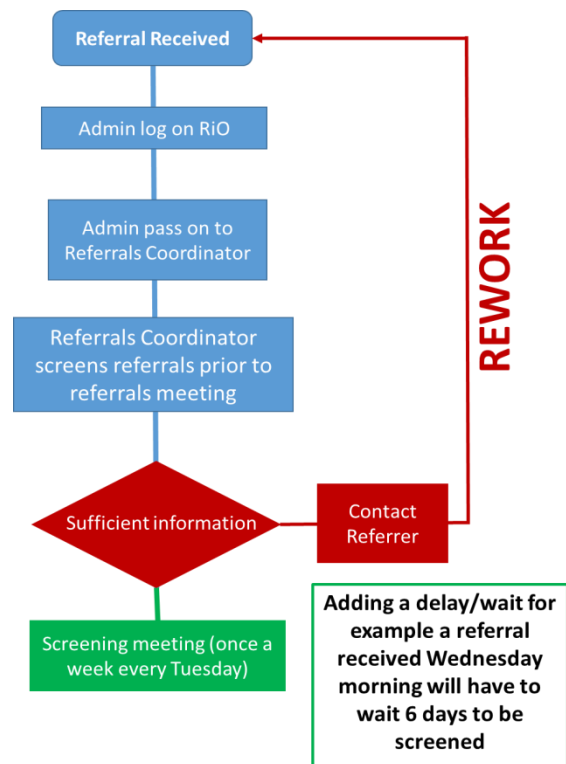 Referral Received
Admin log on RiO
Admin pass on to
Referrals Coordinator
Referrals Coordinator
screens referrals prior to
referrals meeting
REWORK
Sufficient information
Contact
Referrer
Screening meeting (once a
week every Tuesday)
Adding a delay/wait for
example a referral
received Wednesday
morning will have to
wait 6 days to be
screened